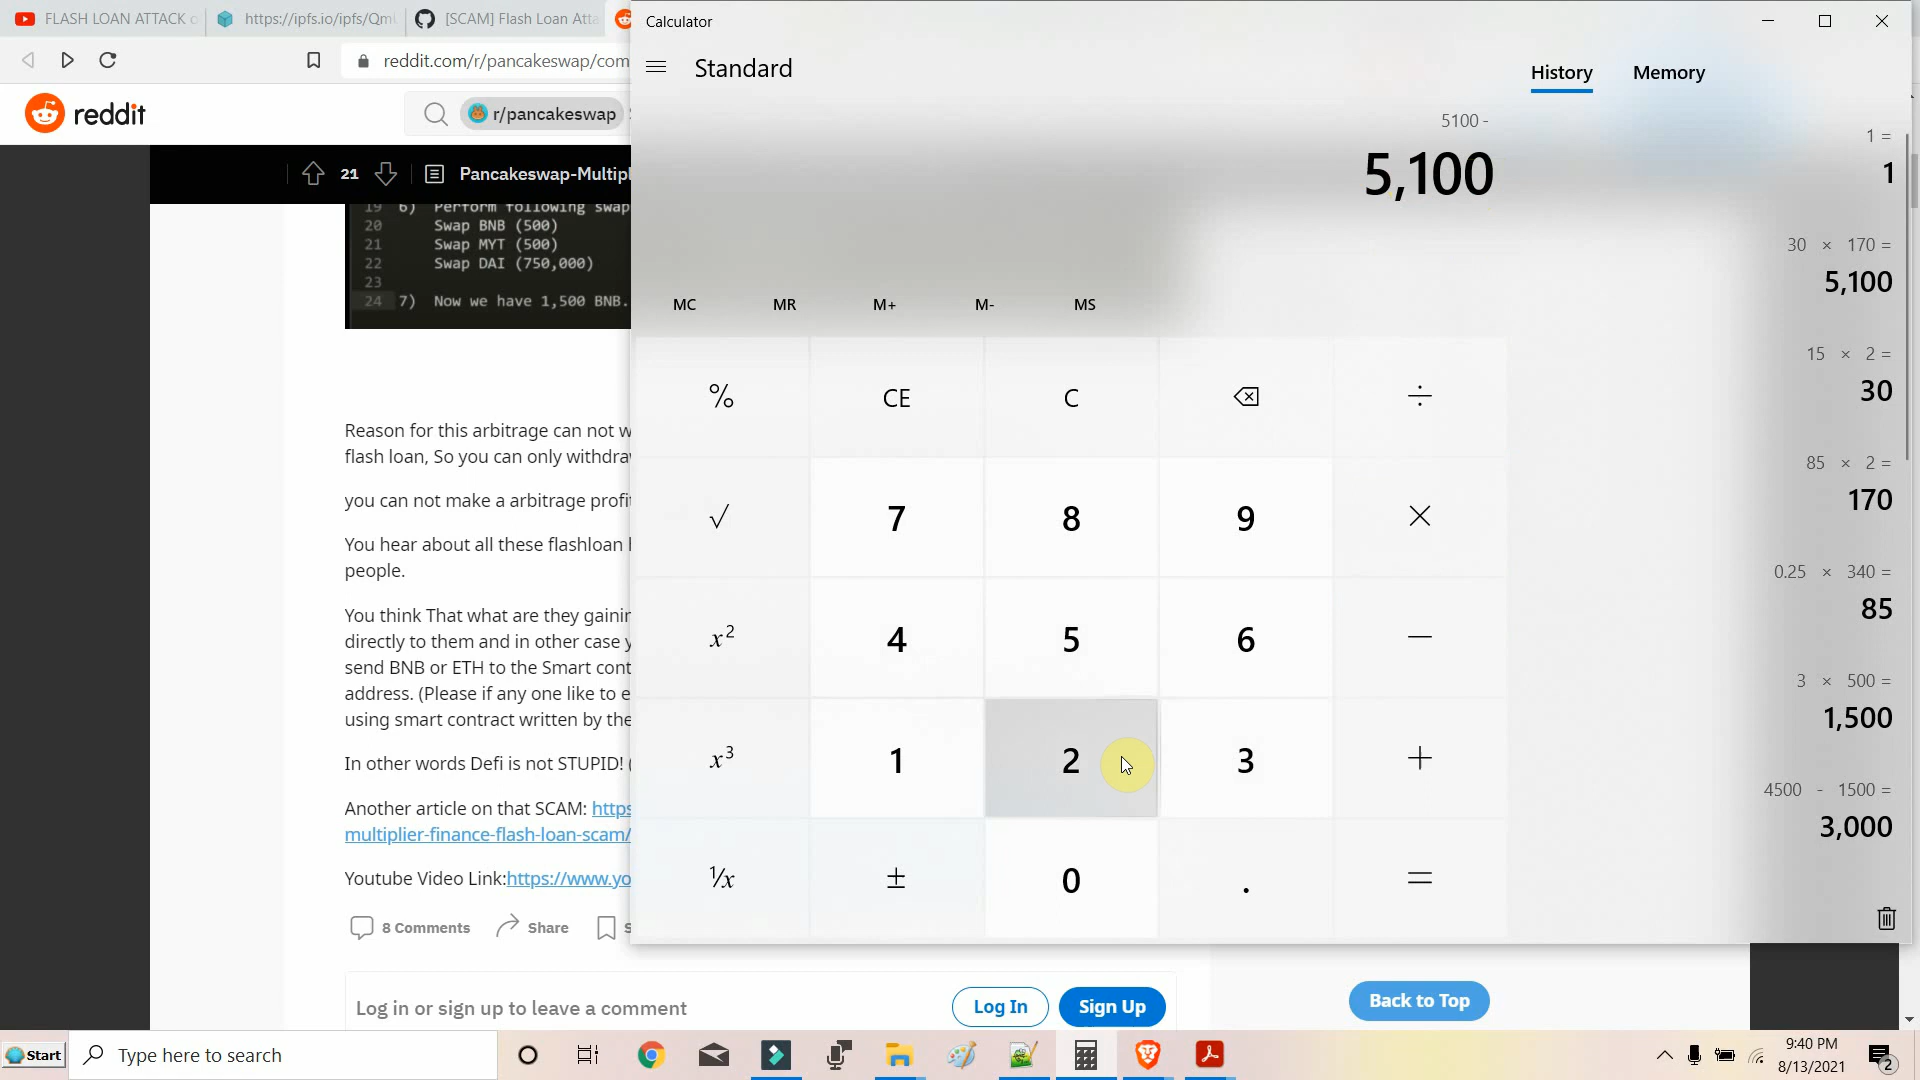 FLASH LOAN ATTACK
https://ipfs.io/ipfs/Qm
[SCAM] Flash Loan Atta
reddit.com/r/pancakeswap/com
reddit
r/pancakeswap
21
Pancakeswap-Multipl
19 6) Perform following swap
20 Swap BNB (500)
21 Swap MYT (500)
22 Swap DAI (750,000)
23
24 7) Now we have 1,500 BNB.
Reason for this arbitrage can not w
flash loan, So you can only withdra
you can not make a arbitrage profi
You hear about all these flashloan
people.
You think That what are they gainin
directly to them and in other case y
send BNB or ETH to the Smart cont
address. (Please if any one like to e
using smart contract written by the
In other words Defi is not STUPID! (
Another article on that SCAM: https
multiplier-finance-flash-loan-scam/
Youtube Video Link:https://www.yo
8 Comments
Share
S
Log in or sign up to leave a comment
Log In
Sign Up
Back to Top
Calculator
Standard
History
Memory
5100 -
5,100
MC MR M+ M- MS
% CE C ÷
√ 7 8 9 ×
x² 4 5 6 −
x³ 1 2 3 +
¹/x ± 0 . =
1 =
1
30 × 170 =
5,100
15 × 2 =
30
85 × 2 =
170
0.25 × 340 =
85
3 × 500 =
1,500
4500 - 1500 =
3,000
Start
Type here to search
9:40 PM
8/13/2021
2